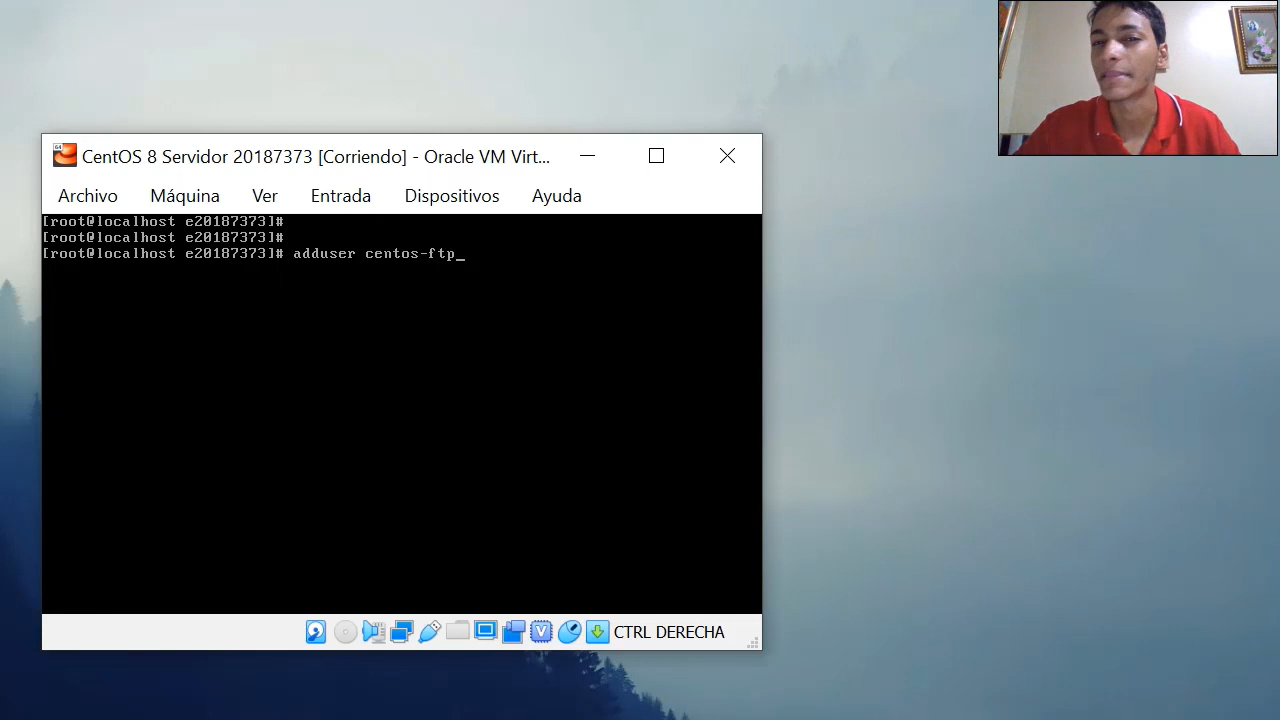 CentOS 8 Servidor 20187373 [Corriendo] - Oracle VM Virt...
Archivo Máquina Ver Entrada Dispositivos Ayuda
[root@localhost e20187373]#
[root@localhost e20187373]#
[root@localhost e20187373]# adduser centos-ftp_
CTRL DERECHA